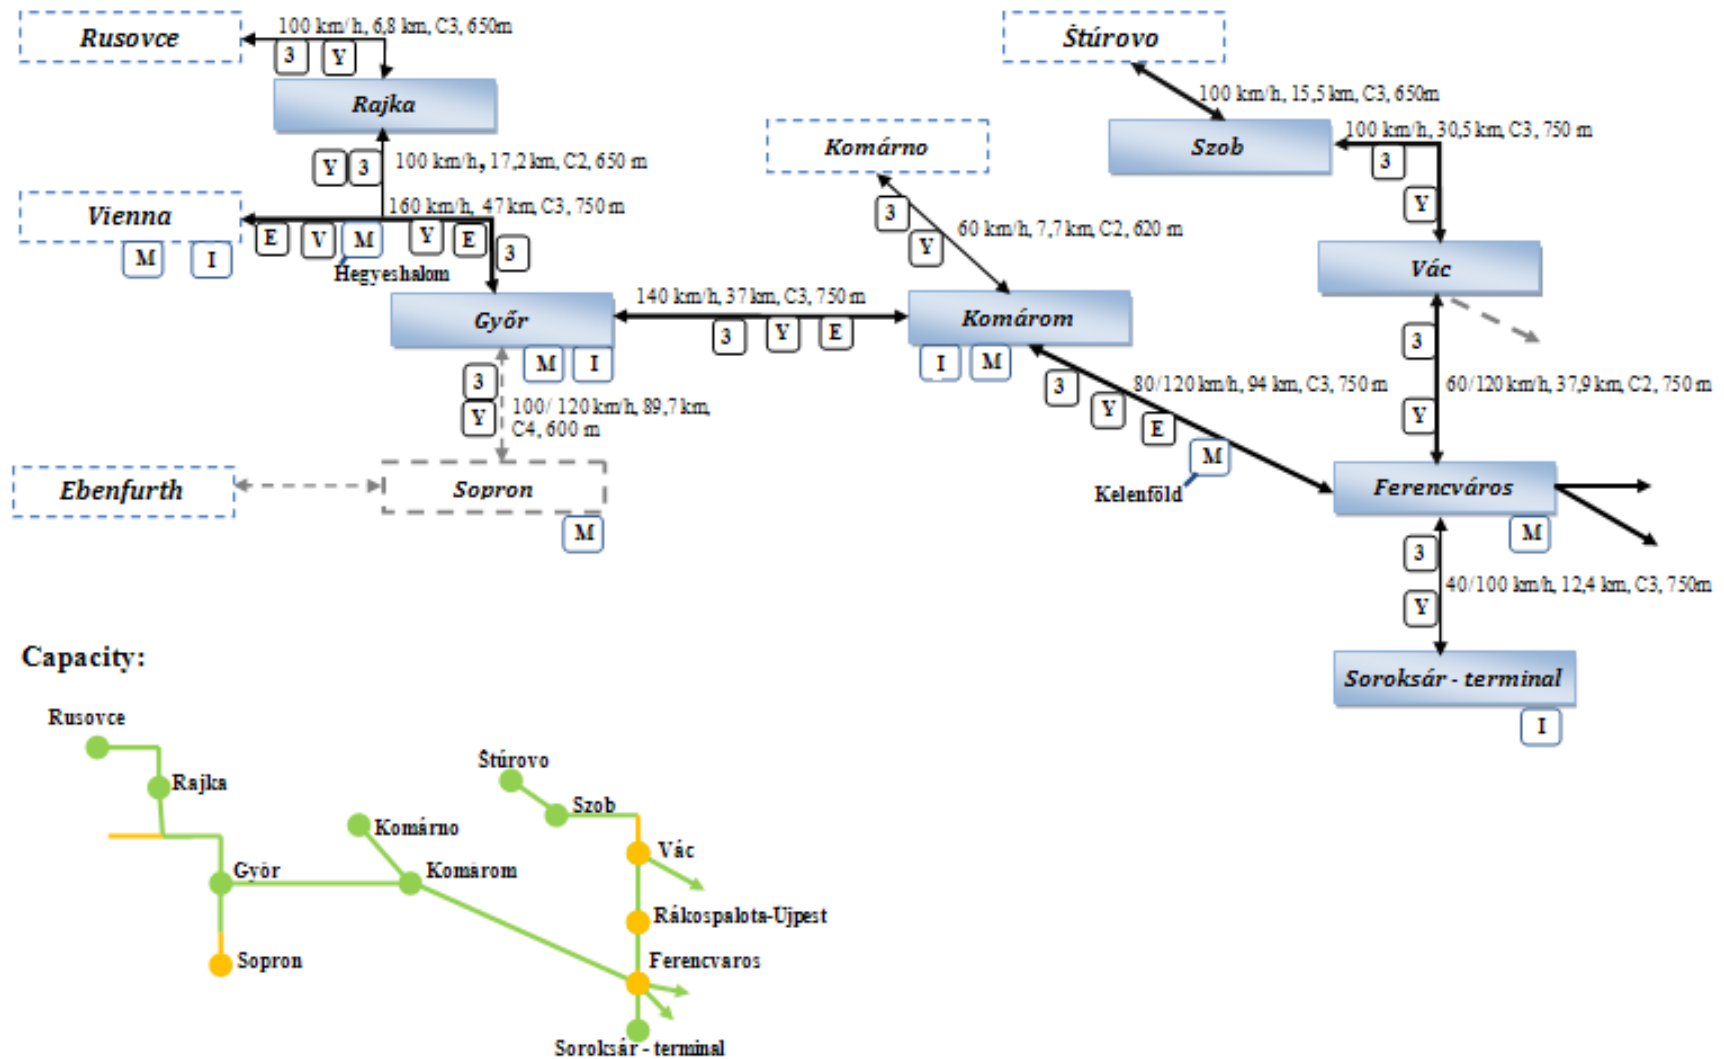 Rusovce
100 km/h, 6,8 km, C3, 650m
3 Y
Rajka
Y 3
100 km/h, 17,2 km, C2, 650 m
Vienna
160 km/h, 47 km, C3, 750 m
M I
E V M Y E 3
Hegyeshalom
Győr
M I
3
Y
100/ 120 km/h, 89,7 km,
C4, 600 m
Ebenfurth
Sopron
M
140 km/h, 37 km, C3, 750 m
3 Y E
Komárno
3
Y
60 km/h, 7,7 km, C2, 620 m
Komárom
I M
80/120 km/h, 94 km, C3, 750 m
3
Y
E
M
Kelenföld
Štúrovo
100 km/h, 15,5 km, C3, 650m
Szob
100 km/h, 30,5 km, C3, 750 m
3
Y
Vác
3
60/120 km/h, 37,9 km, C2, 750 m
Y
Ferencváros
M
3
40/100 km/h, 12,4 km, C3, 750m
Y
Soroksár - terminal
I
Capacity:
Rusovce
Rajka
Györ
Sopron
Komárno
Komárom
Štúrovo
Szob
Vác
Rákospalota-Ujpest
Ferencvaros
Soroksár - terminal